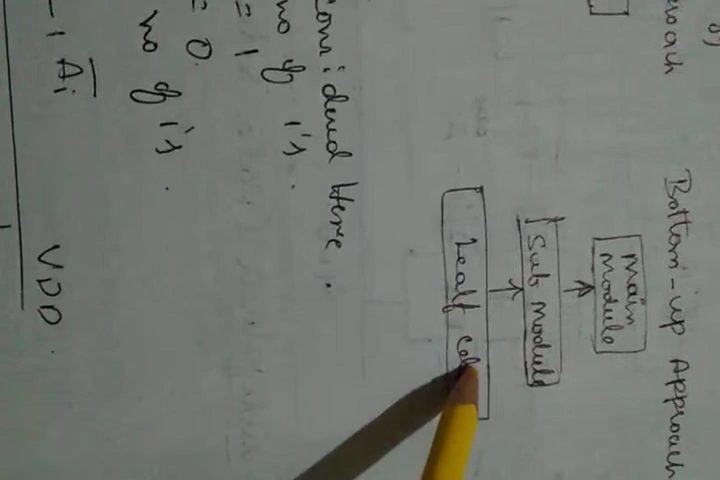 Bottom-up Approach
Main
Module
Sub Module
Lealf Cel
Considered Here.
no of 1's.
= 1
= 0
no of 1's.
Ai
VDD